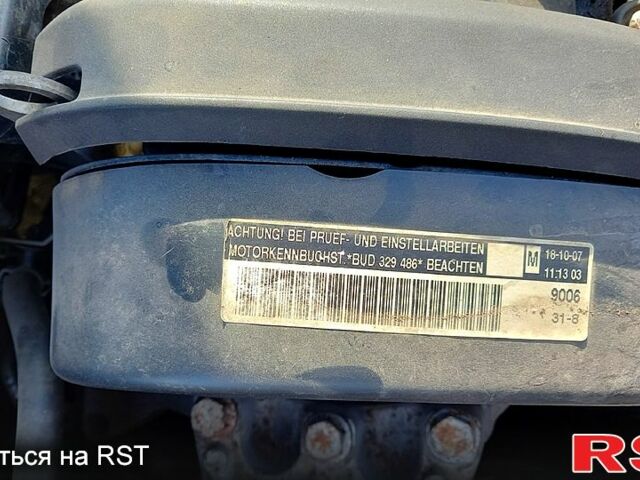 ACHTUNG! BEI PRUEF- UND EINSTELLARBEITEN
MOTORKENNBUCHST.*BUD 329 486* BEACHTEN
M
16-10-07
11:13 03
9006
31-8
ться на RST
RS